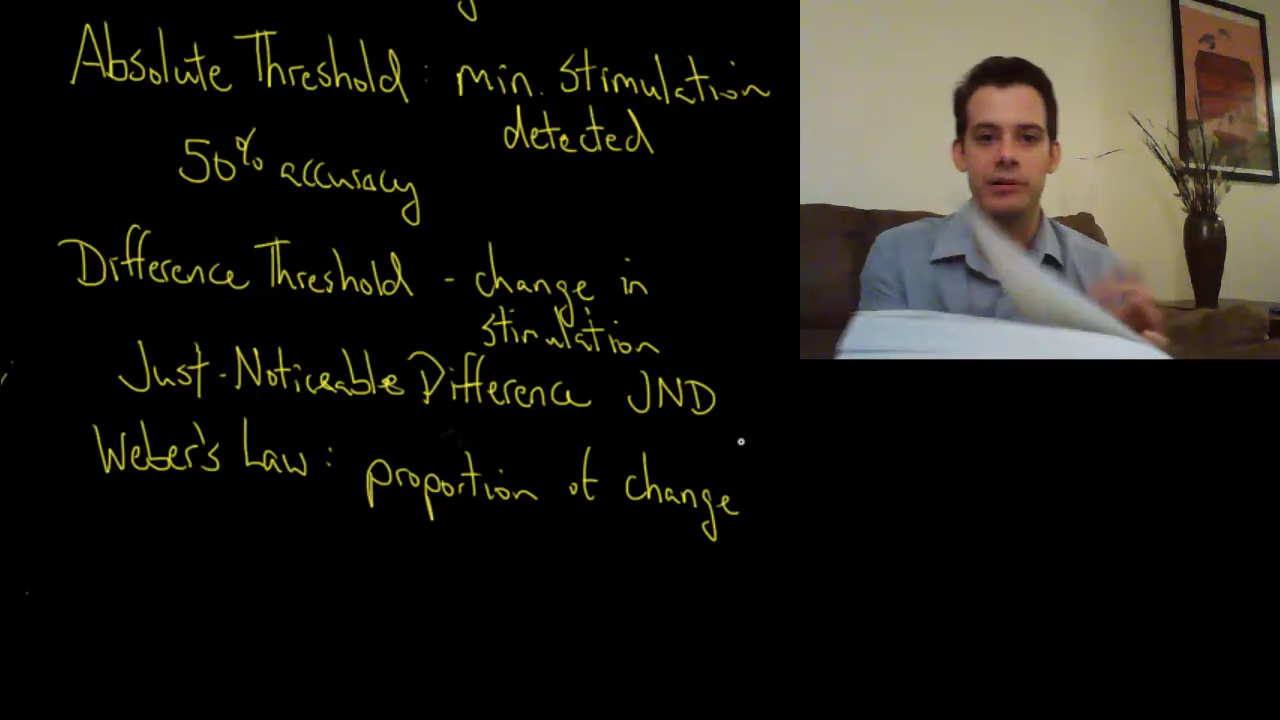 Absolute Threshold : min. stimulation
detected
50% accuracy
Difference Threshold - change in
stimulation
Just-Noticeable Difference JND
Weber's Law : proportion of change